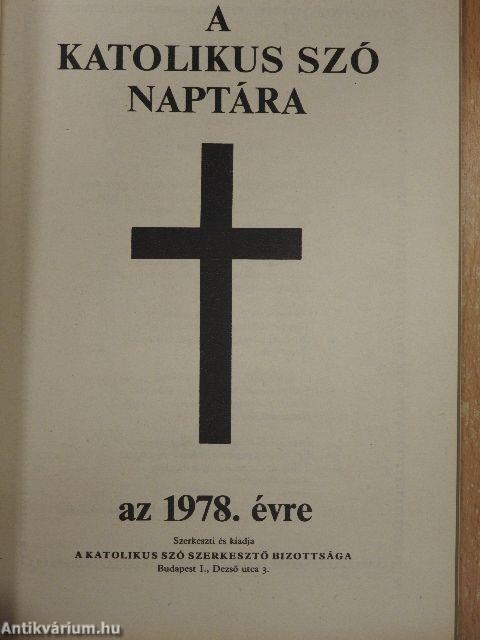 A
KATOLIKUS SZÓ
NAPTÁRA
az 1978. évre
Szerkeszti és kiadja
A KATOLIKUS SZÓ SZERKESZTŐ BIZOTTSÁGA
Budapest I., Dezső utca 3.
Antikvárium.hu